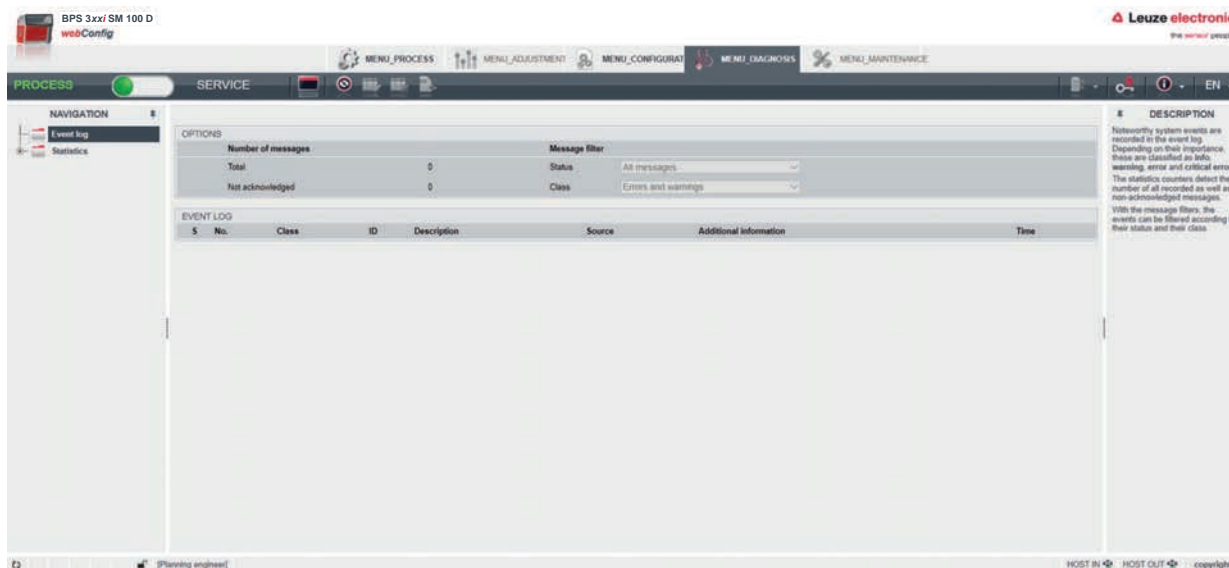 BPS 3xxi SM 100 D
webConfig
Leuze electroni
the sensor peop
MENU_PROCESS MENU_ADJUSTMENT MENU_CONFIGURAT MENU_DIAGNOSIS MENU_MAINTENANCE
PROCESS SERVICE EN
NAVIGATION
Event log
Statistics
OPTIONS
Number of messages Message filter
Total 0 Status All messages
Not acknowledged 0 Class Errors and warnings
EVENT LOG
S No. Class ID Description Source Additional information Time
DESCRIPTION
Noteworthy system events are
recorded in the event log.
Depending on their importance,
these are classified as Info,
warning, error and critical erro
The statistics counters detect the
number of all recorded as well as
non-acknowledged messages.
With the message filters, the
events can be filtered according
their status and their class
[Planning engineer] HOST IN HOST OUT copyright